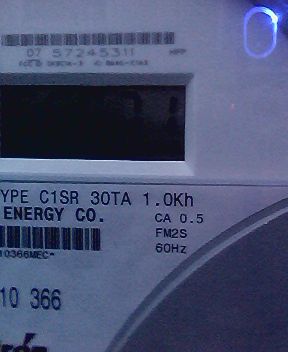 07 57245311
YPE C1SR 30TA 1.0Kh
ENERGY CO.
CA 0.5
FM2S
60Hz
10366MEC*
10 366